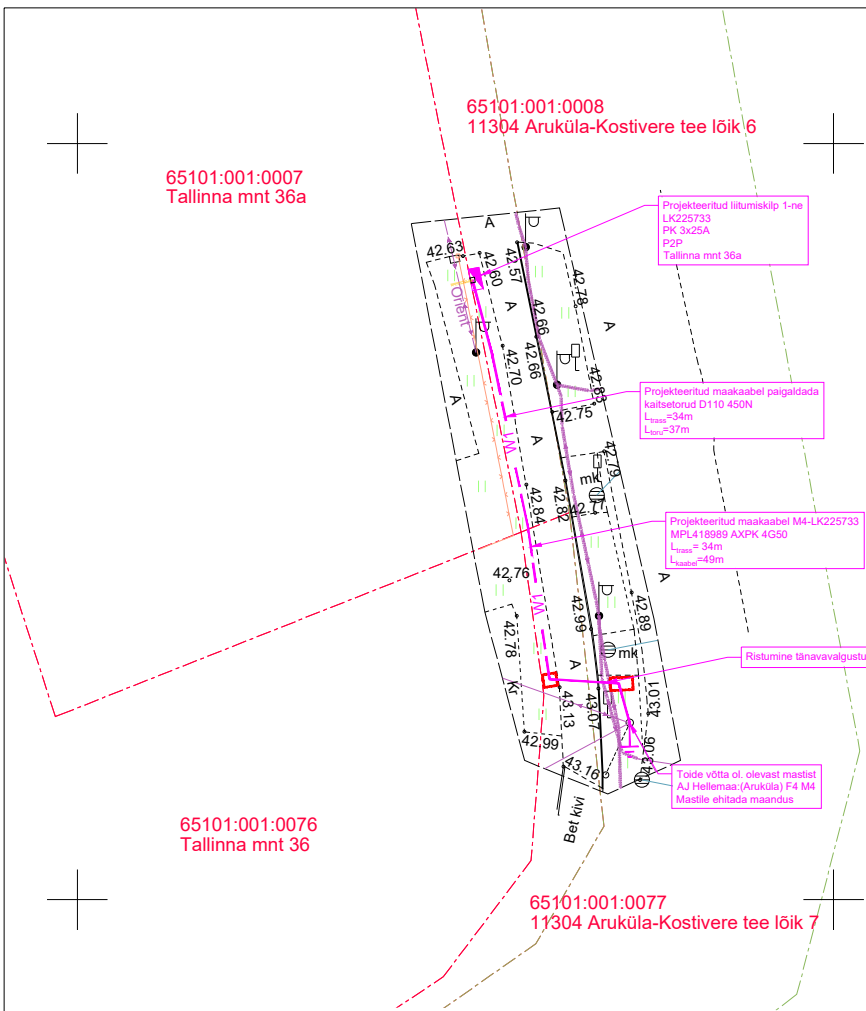 65101:001:0008
11304 Aruküla-Kostivere tee lõik 6
65101:001:0007
Tallinna mnt 36a
Projekteeritud liitumiskilp 1-ne
LK225733
PK 3x25A
P2P
Tallinna mnt 36a
A
42.63
42.60
42.57
42.78
Orient
A
A
42.66
42.66
42.70
42.83
42.75
A
A
Projekteeritud maakaabel paigaldada
kaitsetorud D110 450N
Ltrass=34m
Ltoru=37m
W1
42.79
mk
42.82
42.84
Projekteeritud maakaabel M4-LK225733
MPL418989 AXPK 4G50
Ltrass= 34m
Lkaabel=49m
42.76
A
W1
42.89
42.99
42.78
mk
Ristumine tänavavalgustu
A
Kr
43.13
43.07
43.01
42.99
43.16
43.06
Toide võtta ol. olevast mastist
AJ Hellemaa:(Aruküla) F4 M4
Mastile ehitada maandus
Bet kivi
65101:001:0076
Tallinna mnt 36
65101:001:0077
11304 Aruküla-Kostivere tee lõik 7